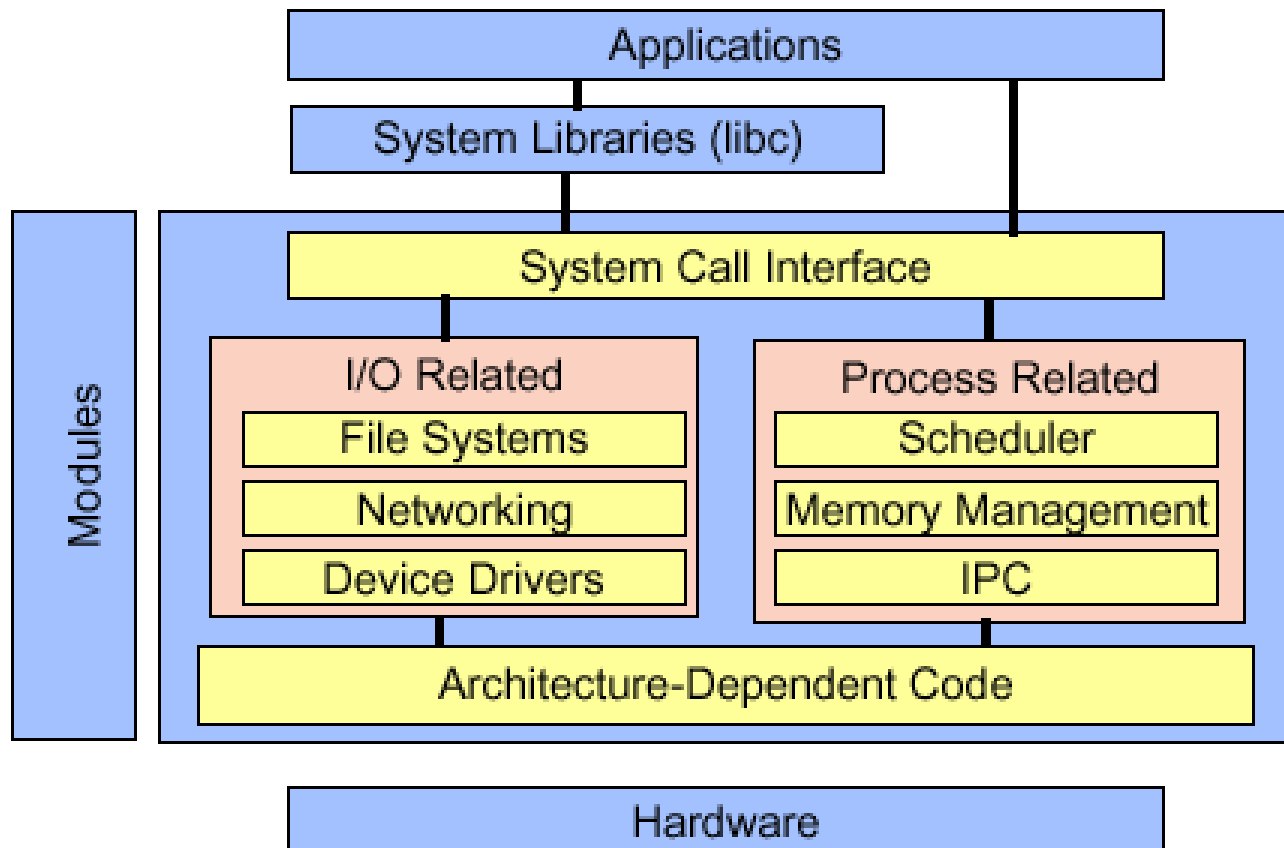 Applications
System Libraries (libc)
System Call Interface
Modules
I/O Related
File Systems
Networking
Device Drivers
Process Related
Scheduler
Memory Management
IPC
Architecture-Dependent Code
Hardware